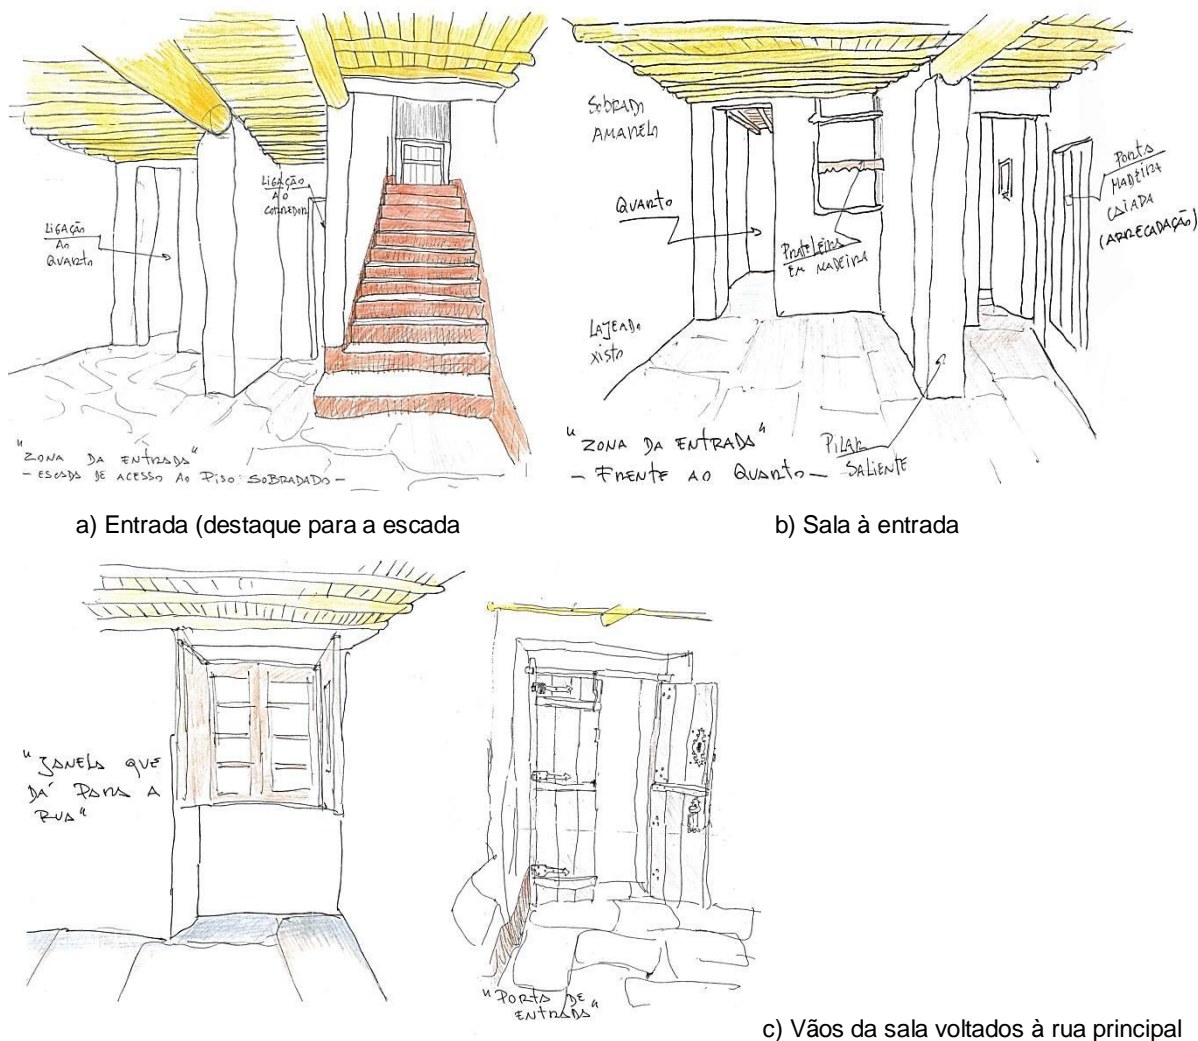 LIGAÇÃO
AO
QUARTO
LIGAÇÃO
AO
CORREDOR
"ZONA DA ENTRADA"
- ESCADA DE ACESSO AO PISO SOBRADADO -
a) Entrada (destaque para a escada
SOBRADO
AMARELO
QUARTO
PRATELEIRA
EM MADEIRA
PORTA
MADEIRA
CAIADA
(ARRECADAÇÃO)
LAJEADO
XISTO
"ZONA DA ENTRADA"
- FRENTE AO QUARTO -
PILAR
SALIENTE
b) Sala à entrada
"JANELA QUE
DÁ PARA A
RUA"
"PORTA DE
ENTRADA"
c) Vãos da sala voltados à rua principal